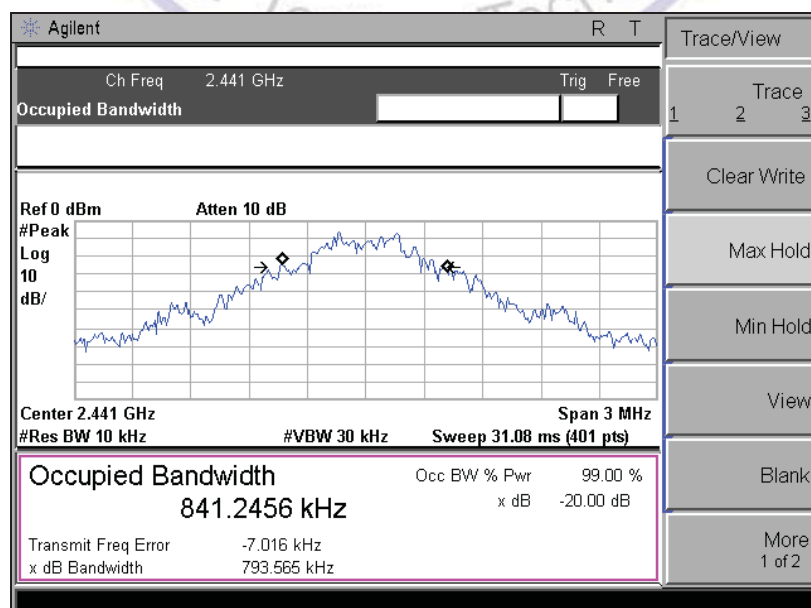 Agilent R T
Trace/View
Ch Freq 2.441 GHz Trig Free
Occupied Bandwidth
Trace
1 2 3
Clear Write
Max Hold
Min Hold
View
Blank
More
1 of 2
Ref 0 dBm Atten 10 dB
#Peak
Log
10
dB/
Center 2.441 GHz Span 3 MHz
#Res BW 10 kHz #VBW 30 kHz Sweep 31.08 ms (401 pts)
Occupied Bandwidth Occ BW % Pwr 99.00 %
841.2456 kHz x dB -20.00 dB
Transmit Freq Error -7.016 kHz
x dB Bandwidth 793.565 kHz